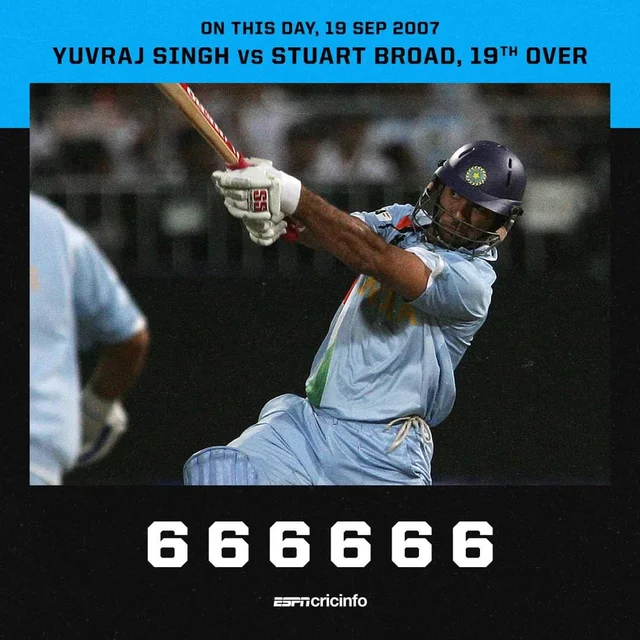 ON THIS DAY, 19 SEP 2007
YUVRAJ SINGH vs STUART BROAD, 19TH OVER
SS
6 6 6 6 6 6
ESPNcricinfo